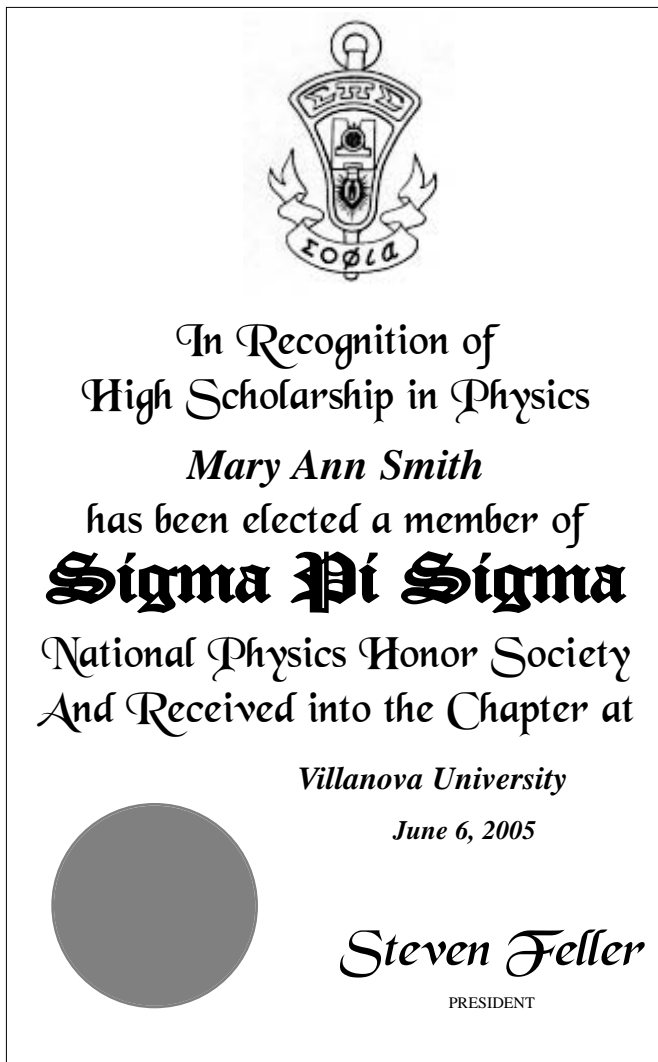 ΣΠΣ
ΣΟφια
In Recognition of
High Scholarship in Physics
Mary Ann Smith
has been elected a member of
Sigma Pi Sigma
National Physics Honor Society
And Received into the Chapter at
Villanova University
June 6, 2005
Steven Feller
PRESIDENT